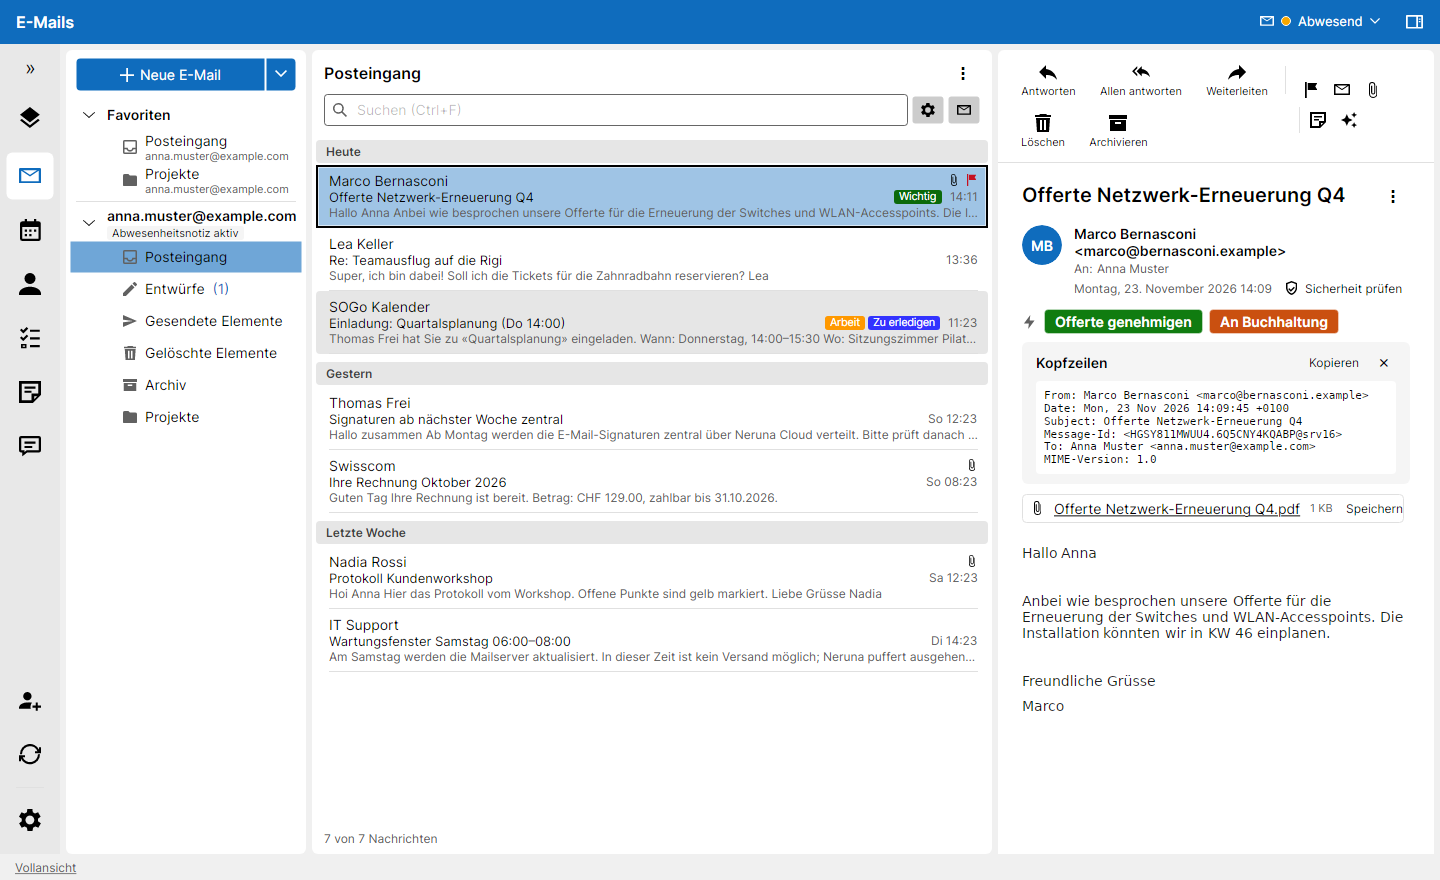 E-Mails
Abwesend
Neue E-Mail
Favoriten
Posteingang
anna.muster@example.com
Projekte
anna.muster@example.com
anna.muster@example.com
Abwesenheitsnotiz aktiv
Posteingang
Entwürfe (1)
Gesendete Elemente
Gelöschte Elemente
Archiv
Projekte
Posteingang
Suchen (Ctrl+F)
Heute
Marco Bernasconi
Offerte Netzwerk-Erneuerung Q4 Wichtig 14:11
Hallo Anna Anbei wie besprochen unsere Offerte für die Erneuerung der Switches und WLAN-Accesspoints. Die I...
Lea Keller
Re: Teamausflug auf die Rigi 13:36
Super, ich bin dabei! Soll ich die Tickets für die Zahnradbahn reservieren? Lea
SOGo Kalender
Einladung: Quartalsplanung (Do 14:00) Arbeit Zu erledigen 11:23
Thomas Frei hat Sie zu «Quartalsplanung» eingeladen. Wann: Donnerstag, 14:00–15:30 Wo: Sitzungszimmer Pilat...
Gestern
Thomas Frei
Signaturen ab nächster Woche zentral So 12:23
Hallo zusammen Ab Montag werden die E-Mail-Signaturen zentral über Neruna Cloud verteilt. Bitte prüft danach ...
Swisscom
Ihre Rechnung Oktober 2026 So 08:23
Guten Tag Ihre Rechnung ist bereit. Betrag: CHF 129.00, zahlbar bis 31.10.2026.
Letzte Woche
Nadia Rossi
Protokoll Kundenworkshop Sa 12:23
Hoi Anna Hier das Protokoll vom Workshop. Offene Punkte sind gelb markiert. Liebe Grüsse Nadia
IT Support
Wartungsfenster Samstag 06:00–08:00 Di 14:23
Am Samstag werden die Mailserver aktualisiert. In dieser Zeit ist kein Versand möglich; Neruna puffert ausgehen...
7 von 7 Nachrichten
Antworten
Allen antworten
Weiterleiten
Löschen
Archivieren
Offerte Netzwerk-Erneuerung Q4
MB
Marco Bernasconi
<marco@bernasconi.example>
An: Anna Muster
Montag, 23. November 2026 14:09 Sicherheit prüfen
Offerte genehmigen An Buchhaltung
Kopfzeilen Kopieren
From: Marco Bernasconi <marco@bernasconi.example>
Date: Mon, 23 Nov 2026 14:09:45 +0100
Subject: Offerte Netzwerk-Erneuerung Q4
Message-Id: <HGSY811MWUU4.6Q5CNY4KQABP@srv16>
To: Anna Muster <anna.muster@example.com>
MIME-Version: 1.0
Offerte Netzwerk-Erneuerung Q4.pdf 1 KB Speichern
Hallo Anna
Anbei wie besprochen unsere Offerte für die
Erneuerung der Switches und WLAN-Accesspoints. Die
Installation könnten wir in KW 46 einplanen.
Freundliche Grüsse
Marco
Vollansicht